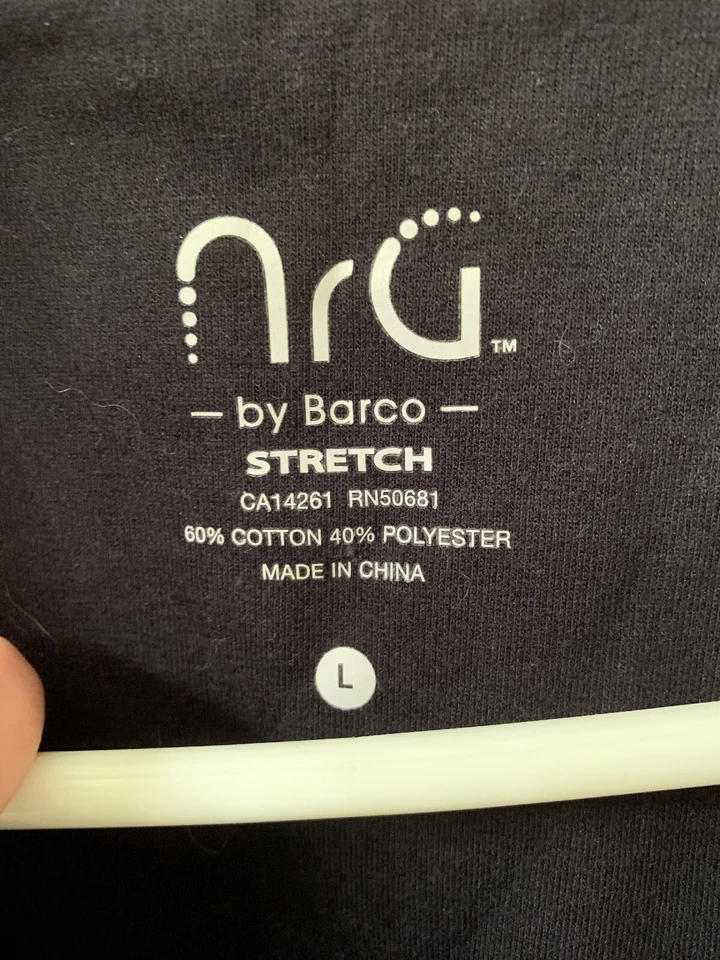 nrG™
— by Barco —
STRETCH
CA14261 RN50681
60% COTTON 40% POLYESTER
MADE IN CHINA
L